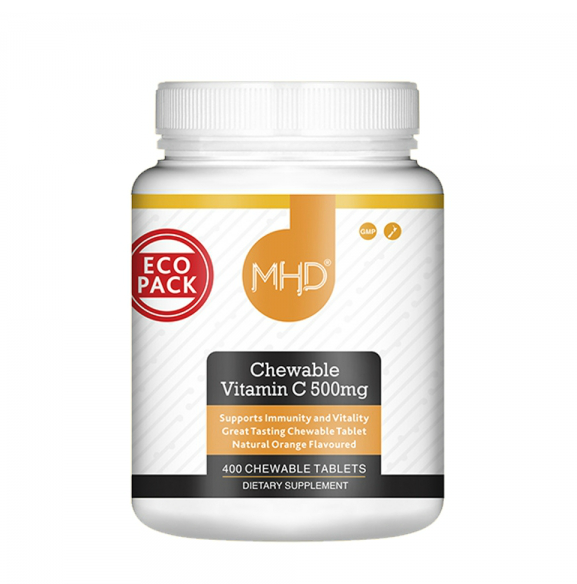 ECO
PACK
MHD®
GMP
Chewable
Vitamin C 500mg
Supports Immunity and Vitality
Great Tasting Chewable Tablet
Natural Orange Flavoured
400 CHEWABLE TABLETS
DIETARY SUPPLEMENT